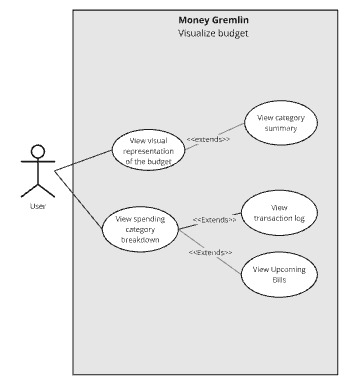 Money Gremlin
Visualize budget
View category
summary
View visual
representation
of the budget
<<extends>>
User
View spending
category
breakdown
<<Extends>>
View
transaction log
<<Extends>>
View Upcoming
Bills